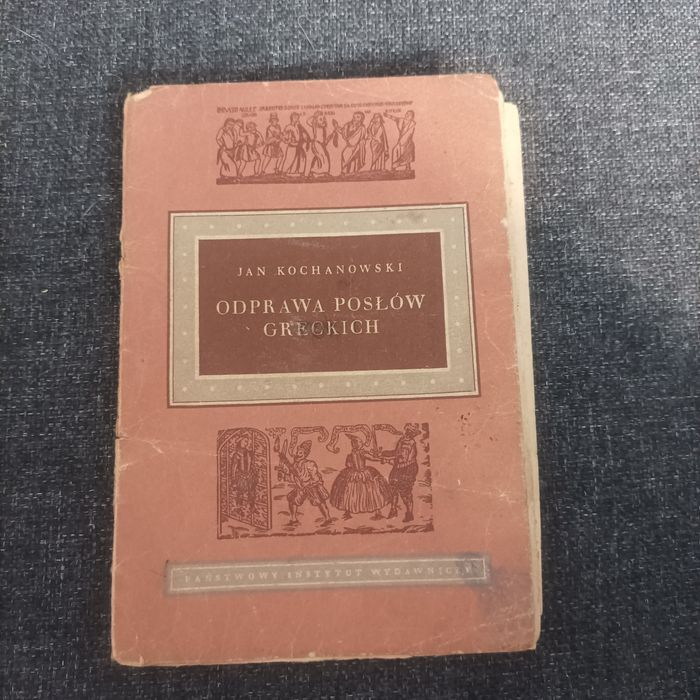 JAN KOCHANOWSKI
ODPRAWA POSŁÓW
GRECKICH
PAŃSTWOWY INSTYTUT WYDAWNICZY